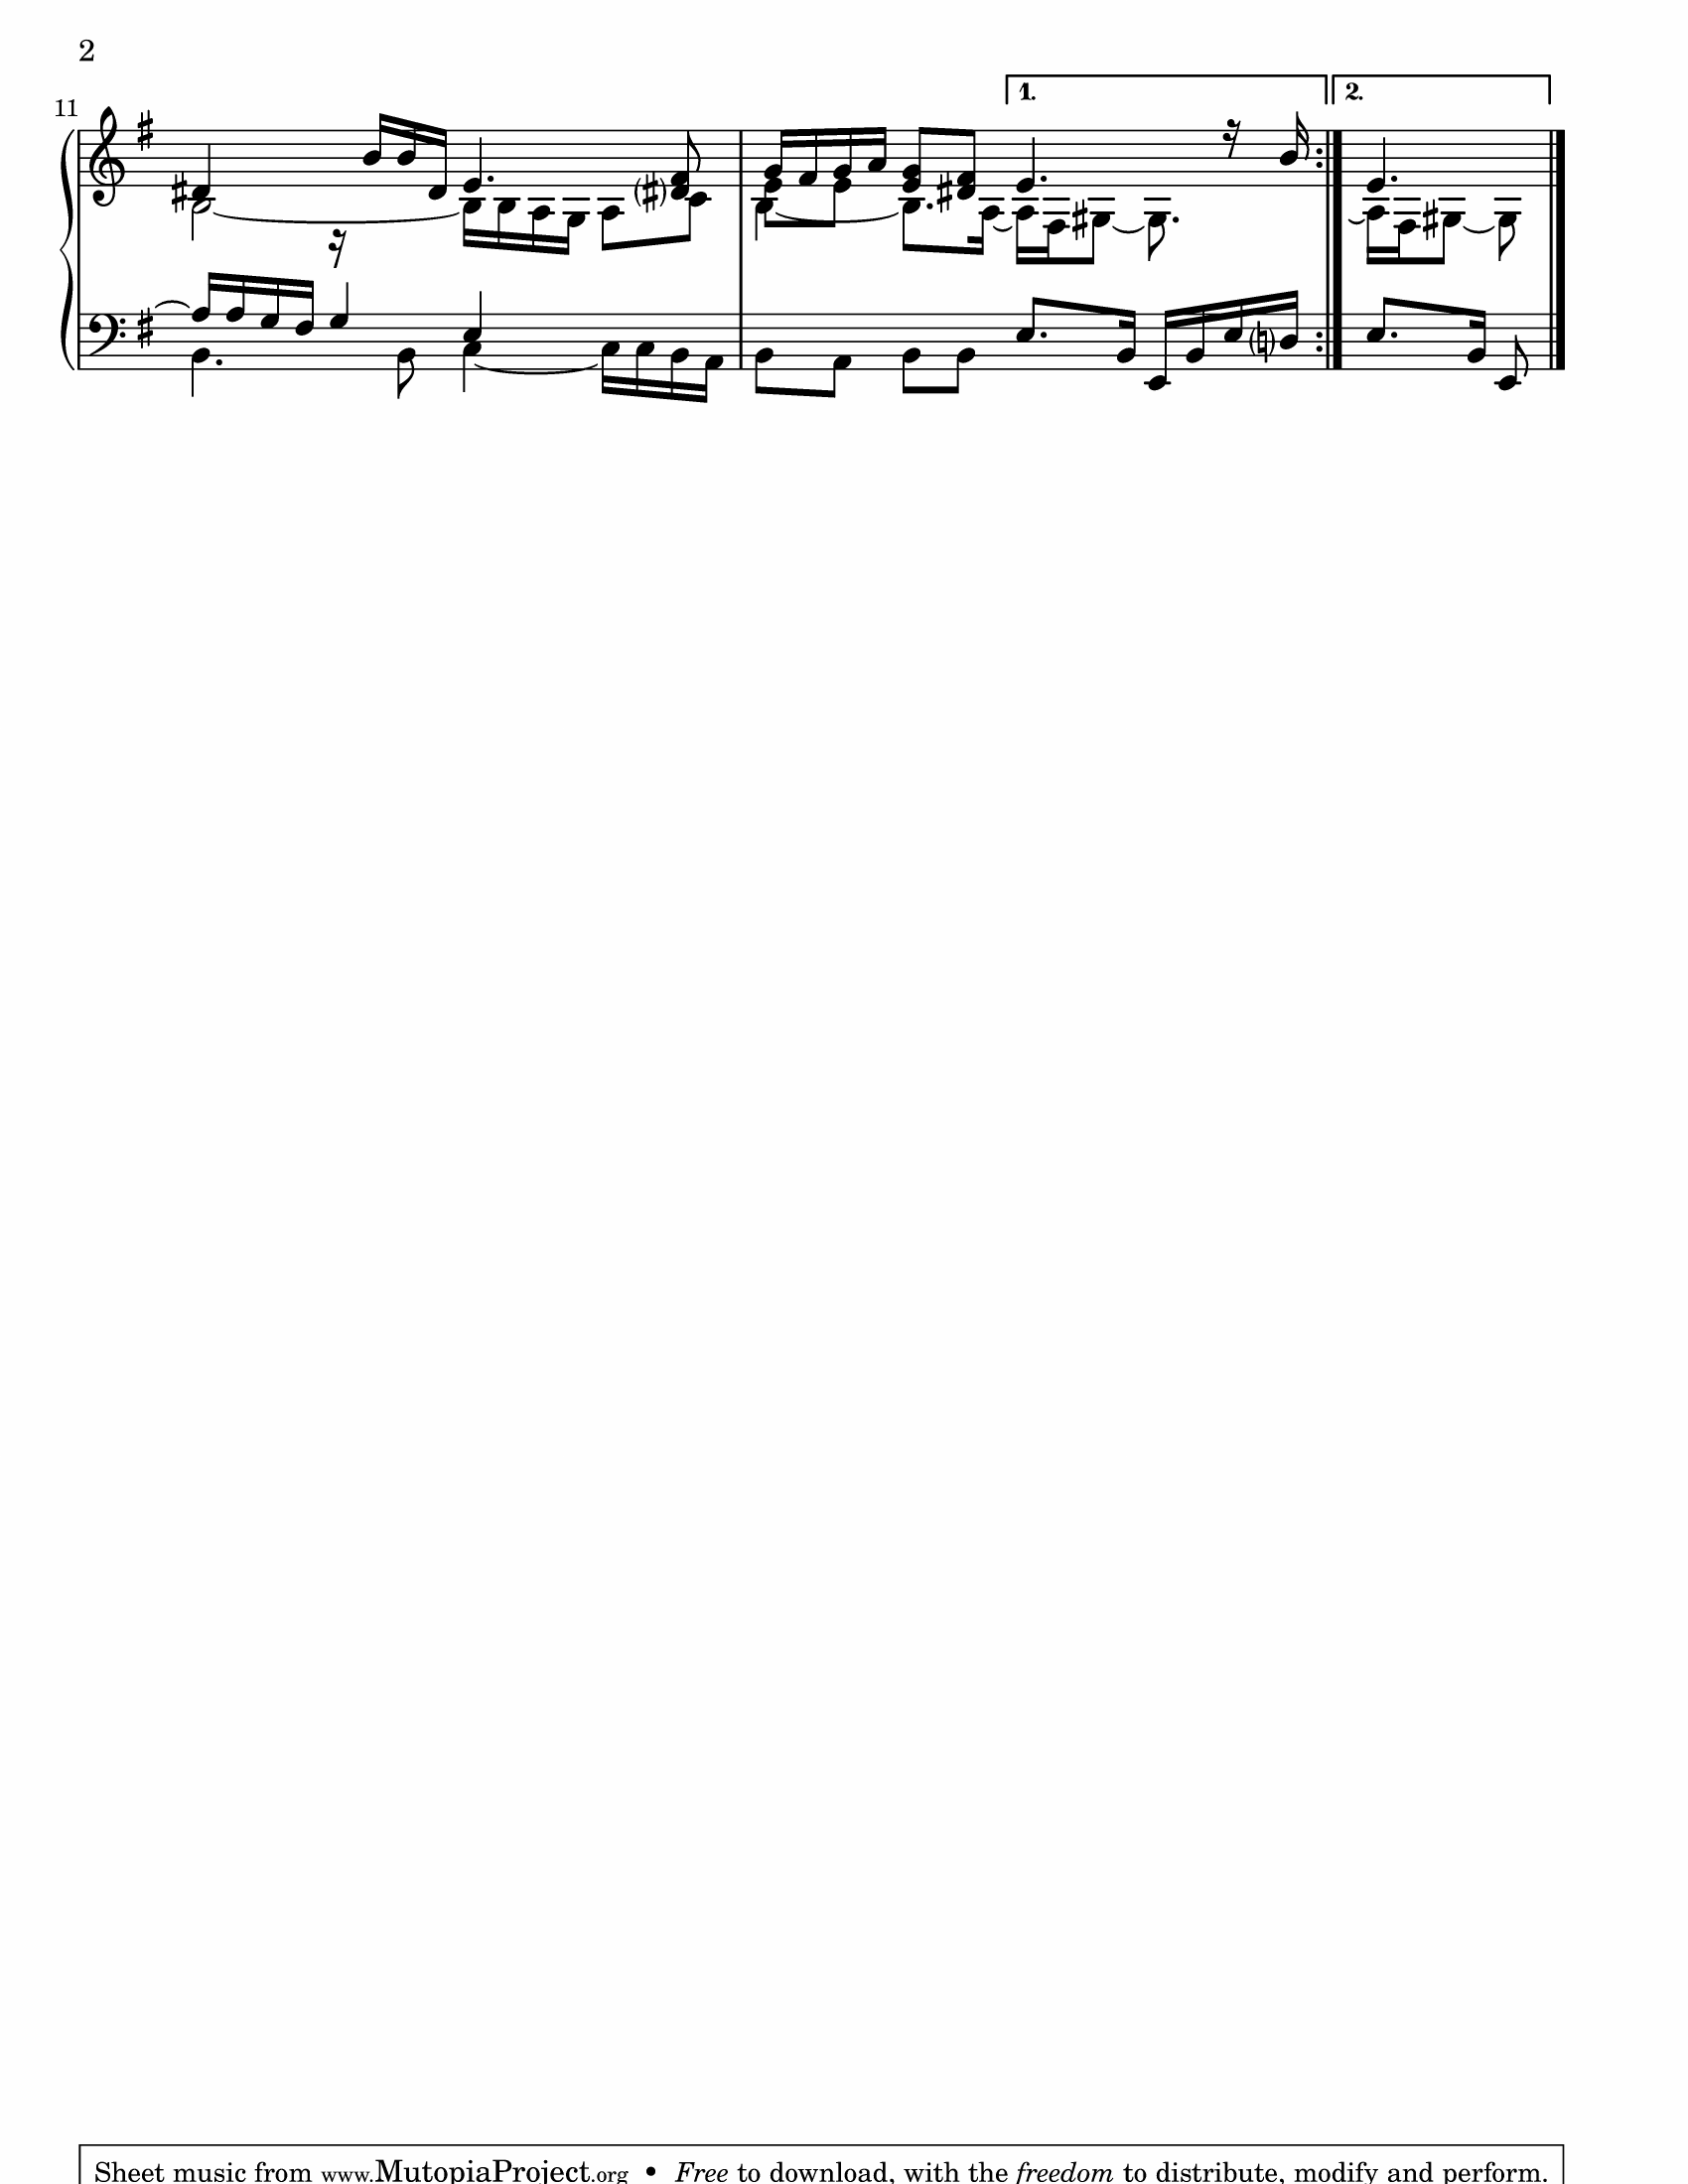 2
11
1.
2.
Sheet music from www.MutopiaProject.org • Free to download, with the freedom to distribute, modify and perform.